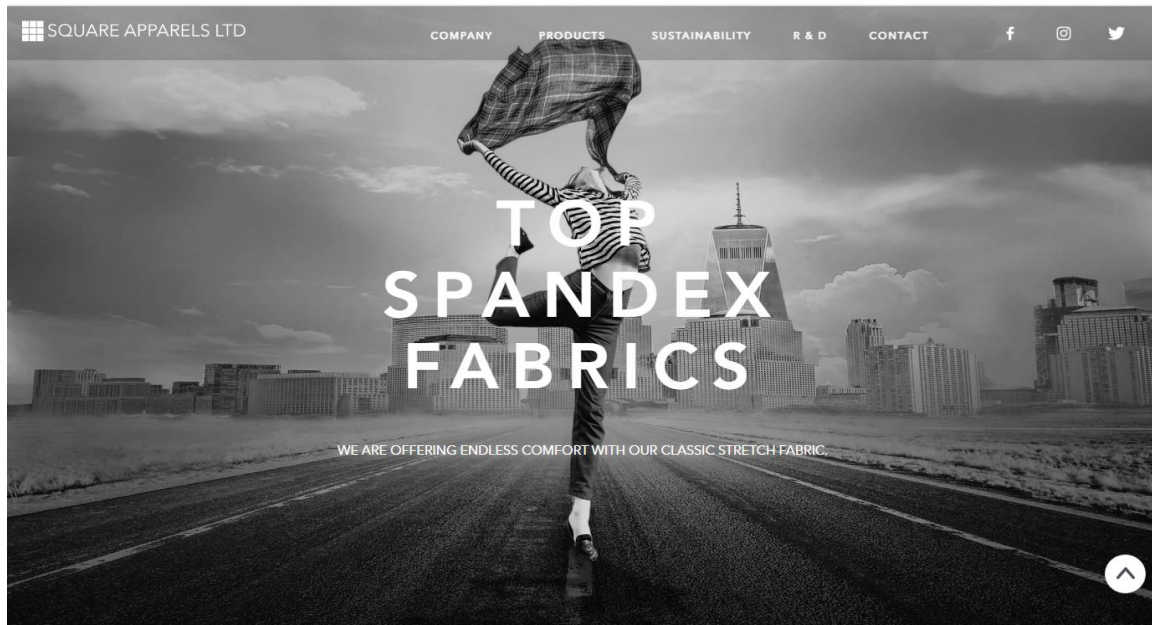 SQUARE APPARELS LTD
COMPANY PRODUCTS SUSTAINABILITY R & D CONTACT
TOP
SPANDEX
FABRICS
WE ARE OFFERING ENDLESS COMFORT WITH OUR CLASSIC STRETCH FABRIC.